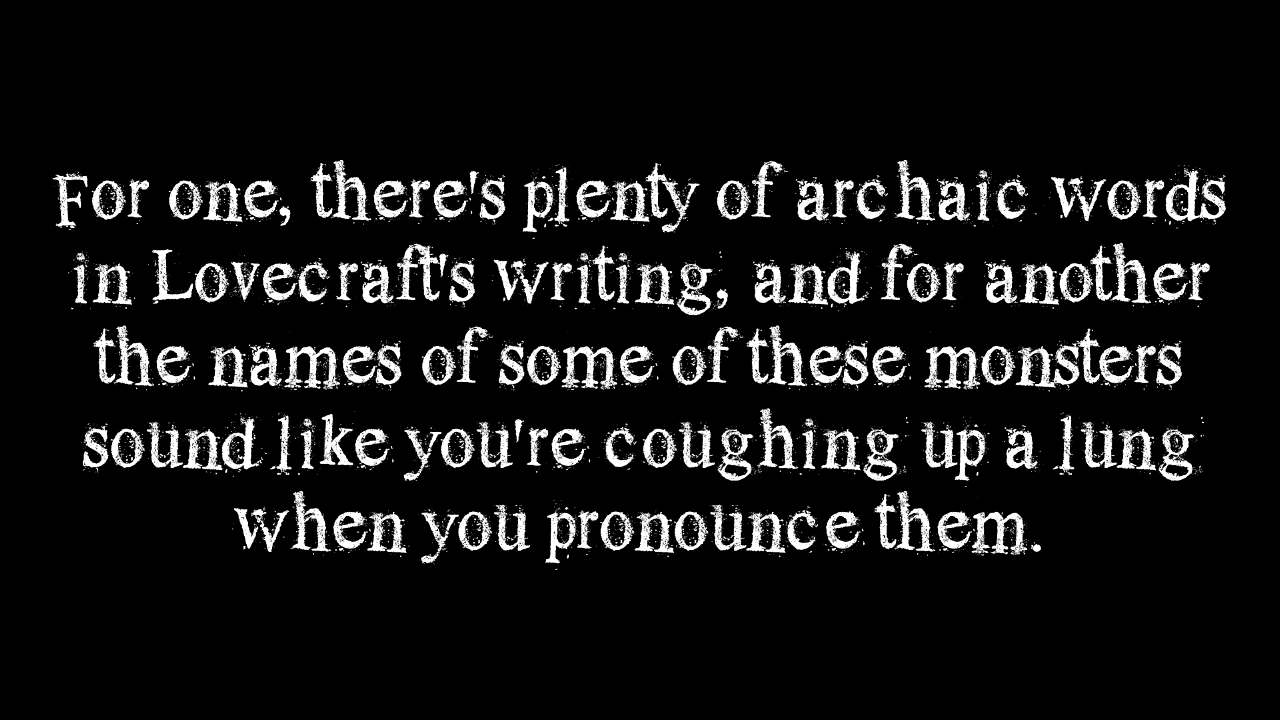 For one, there's plenty of archaic words
in Lovecraft's writing, and for another
the names of some of these monsters
sound like you're coughing up a lung
when you pronounce them.